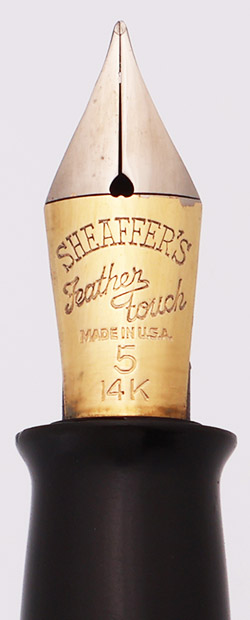 SHEAFFER'S
Feather
touch
MADE IN U.S.A.
5
14K